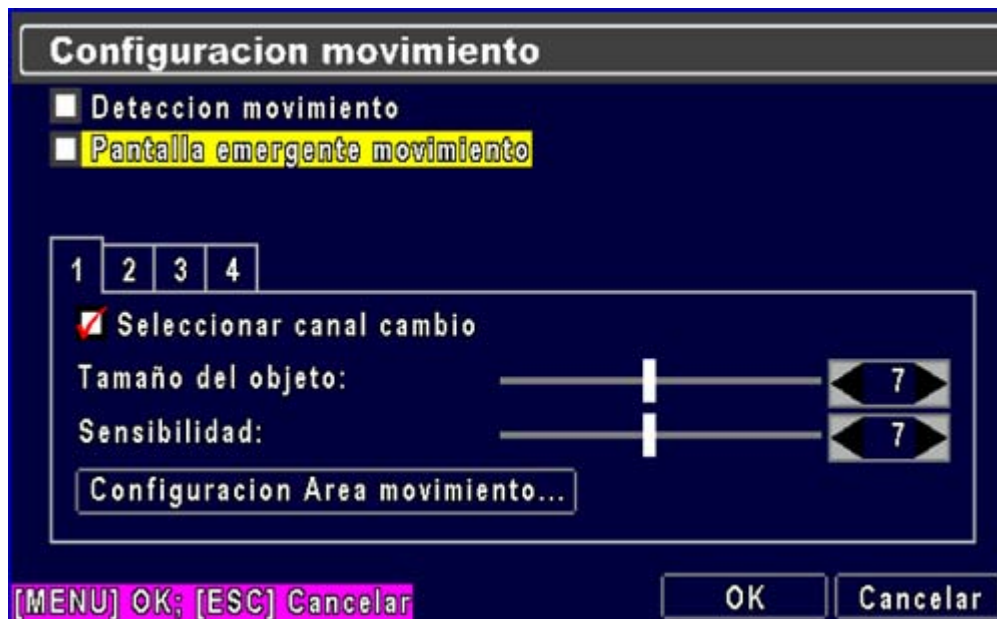 Configuracion movimiento
Deteccion movimiento
Pantalla emergente movimiento
1 2 3 4
Seleccionar canal cambio
Tamaño del objeto: 7
Sensibilidad: 7
Configuracion Area movimiento...
[MENU] OK; [ESC] Cancelar OK Cancelar